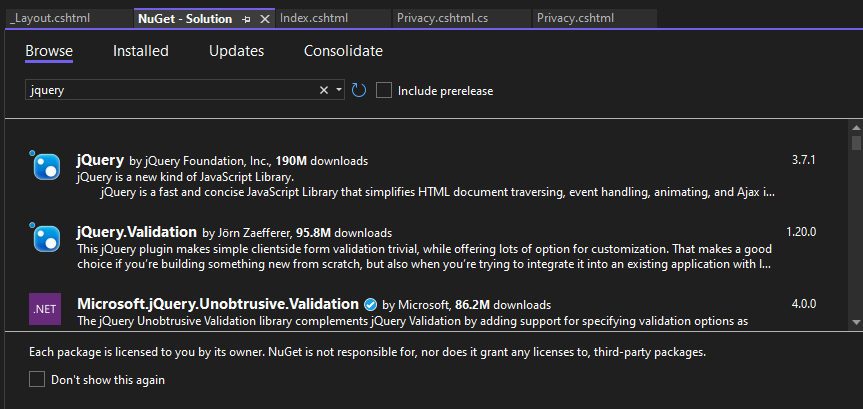 _Layout.cshtml NuGet - Solution Index.cshtml Privacy.cshtml.cs Privacy.cshtml
Browse Installed Updates Consolidate
jquery Include prerelease
jQuery by jQuery Foundation, Inc., 190M downloads 3.7.1
jQuery is a new kind of JavaScript Library.
jQuery is a fast and concise JavaScript Library that simplifies HTML document traversing, event handling, animating, and Ajax i...
jQuery.Validation by Jörn Zaefferer, 95.8M downloads 1.20.0
This jQuery plugin makes simple clientside form validation trivial, while offering lots of option for customization. That makes a good
choice if you're building something new from scratch, but also when you're trying to integrate it into an existing application with l...
.NET Microsoft.jQuery.Unobtrusive.Validation by Microsoft, 86.2M downloads 4.0.0
The jQuery Unobtrusive Validation library complements jQuery Validation by adding support for specifying validation options as
Each package is licensed to you by its owner. NuGet is not responsible for, nor does it grant any licenses to, third-party packages.
Don't show this again